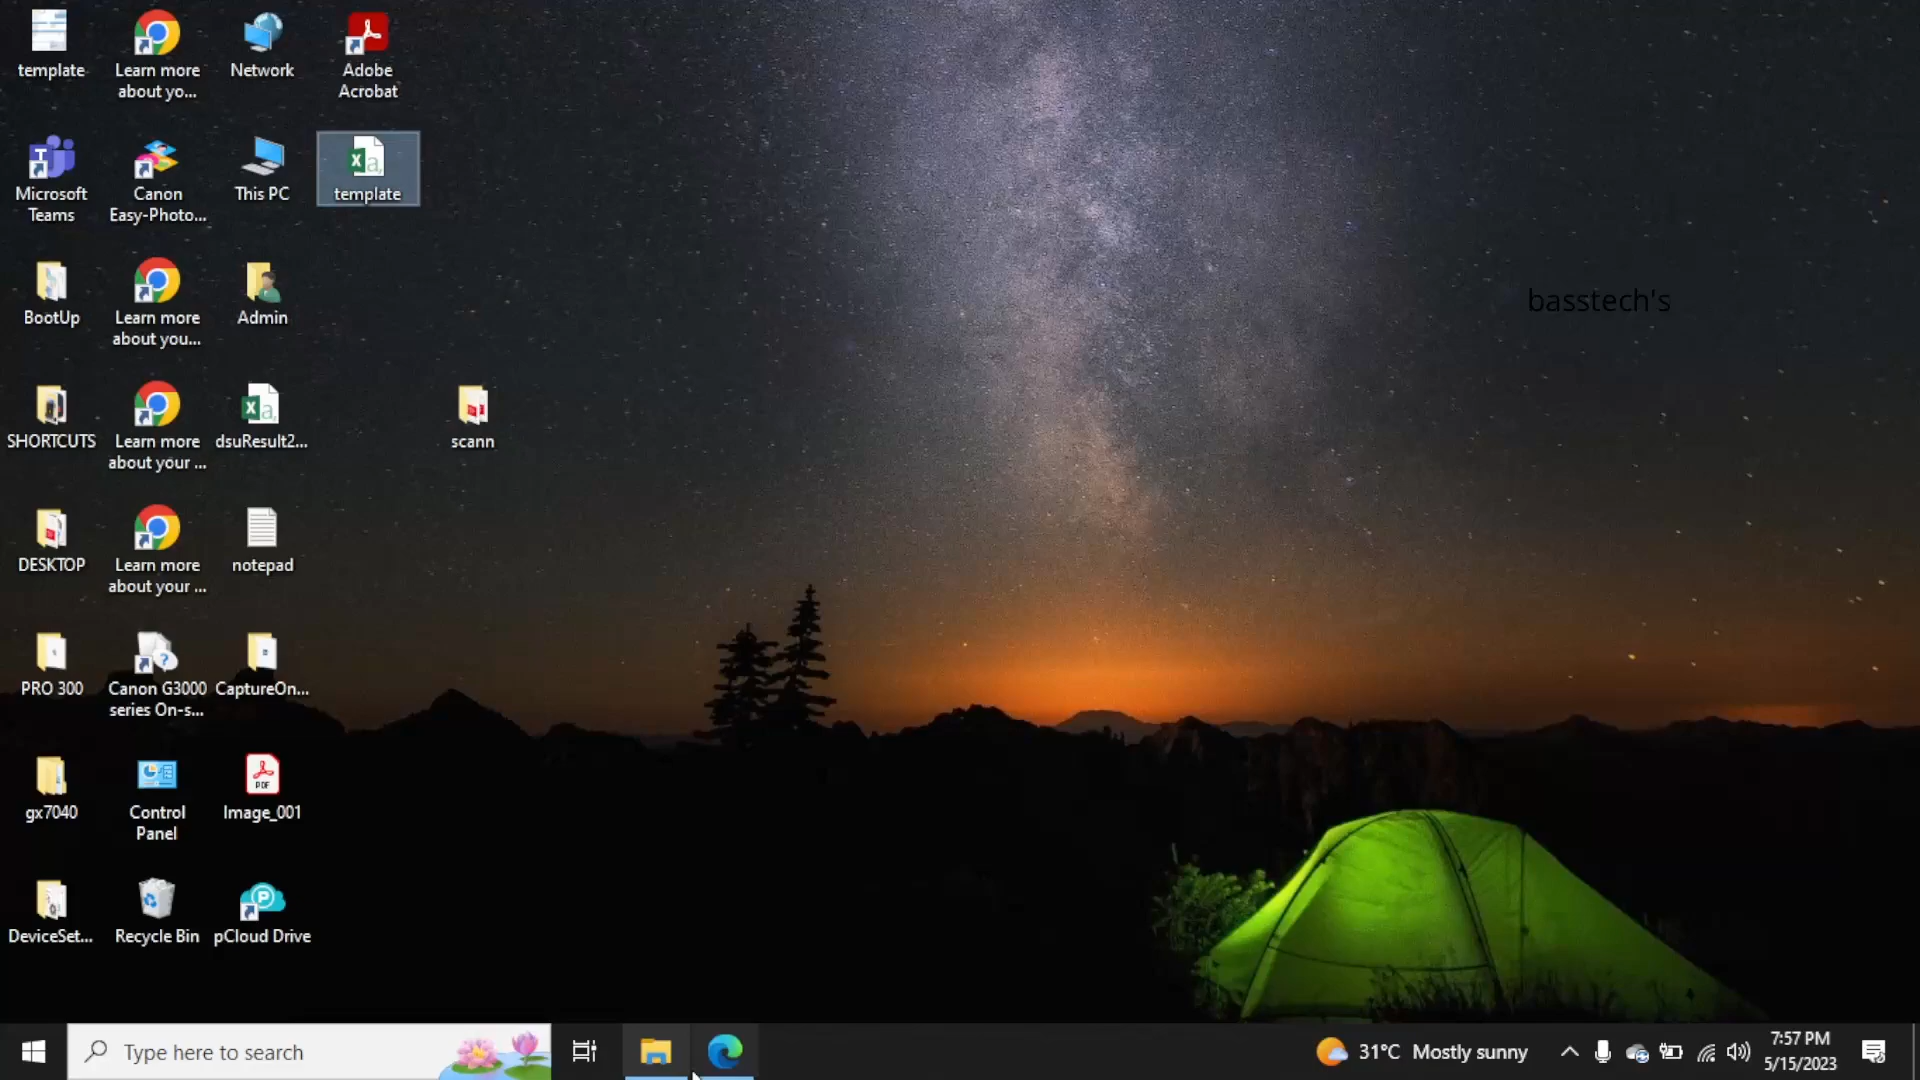 template
Learn more
about yo...
Network
Adobe
Acrobat
Microsoft
Teams
Canon
Easy-Photo...
This PC
template
BootUp
Learn more
about you...
Admin
basstech's
SHORTCUTS
Learn more
about your ...
dsuResult2...
scann
DESKTOP
Learn more
about your ...
notepad
PRO 300
Canon G3000
series On-s...
CaptureOn...
gx7040
Control
Panel
PDF
Image_001
DeviceSet...
Recycle Bin
pCloud Drive
Type here to search
31°C Mostly sunny
7:57 PM
5/15/2023